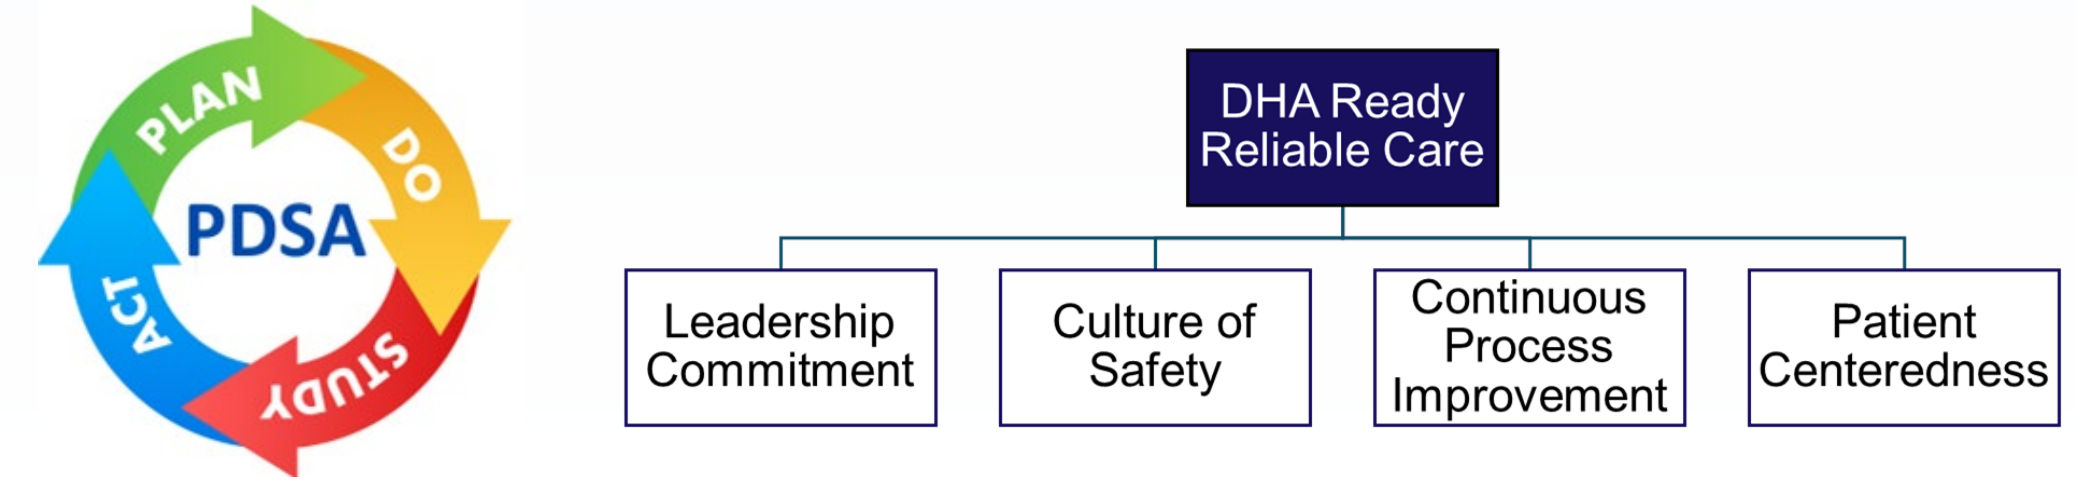 PLAN
DO
PDSA
STUDY
ACT
DHA Ready
Reliable Care
Leadership
Commitment
Culture of
Safety
Continuous
Process
Improvement
Patient
Centeredness